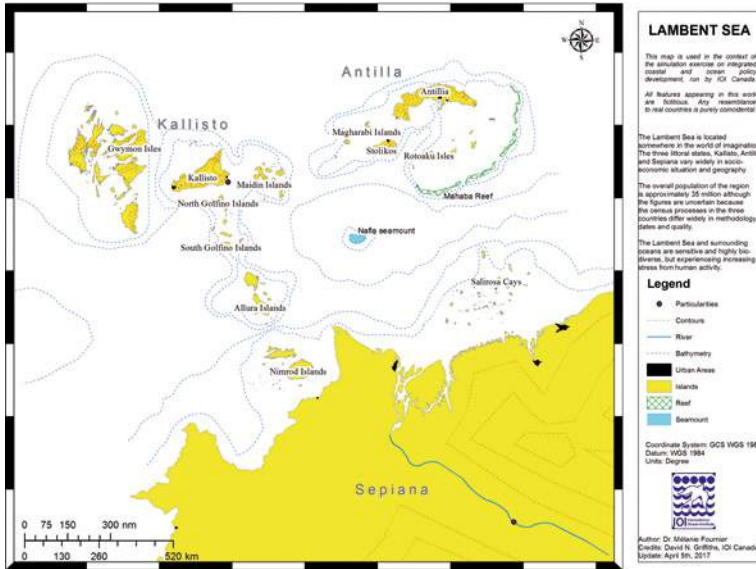 LAMBENT SEA
This map is used in the context of
the simulation exercise on integrated
coastal and ocean policy
development, run by IOI Canada.
All features appearing in this work
are fictitious. Any resemblance
to real countries is purely coincidental.
The Lambent Sea is located
somewhere in the world of imagination.
The three littoral states, Kallisto, Antilla
and Sepiana vary widely in socio-
economic situation and geography
The overall population of the region
is approximately 35 million although
the figures are uncertain because
the census processes in the three
countries differ widely in methodology,
dates and quality.
The Lambent Sea and surrounding
oceans are sensitive and highly bio-
diverse, but experiencing increasing
stress from human activity.
Legend
Particularities
Contours
River
Bathymetry
Urban Areas
Islands
Reef
Seamount
Coordinate System: GCS WGS 198
Datum: WGS 1984
Units: Degree
IOI
Author: Dr. Mélanie Fournier
Credits: David N. Griffiths, IOI Canada
Update: April 5th, 2017
N
W E
S
Antilla
Antillia
Kallisto
Gwymon Isles
Magharabi Islands
Stolikos
Rotoaku Isles
Kallisto
Maidin Islands
North Golfino Islands
Mahaba Reef
Nafie seamount
South Golfino Islands
Salirosa Cays
Allura Islands
Nimrod Islands
Sepiana
0 75 150 300 nm
0 130 260 520 km